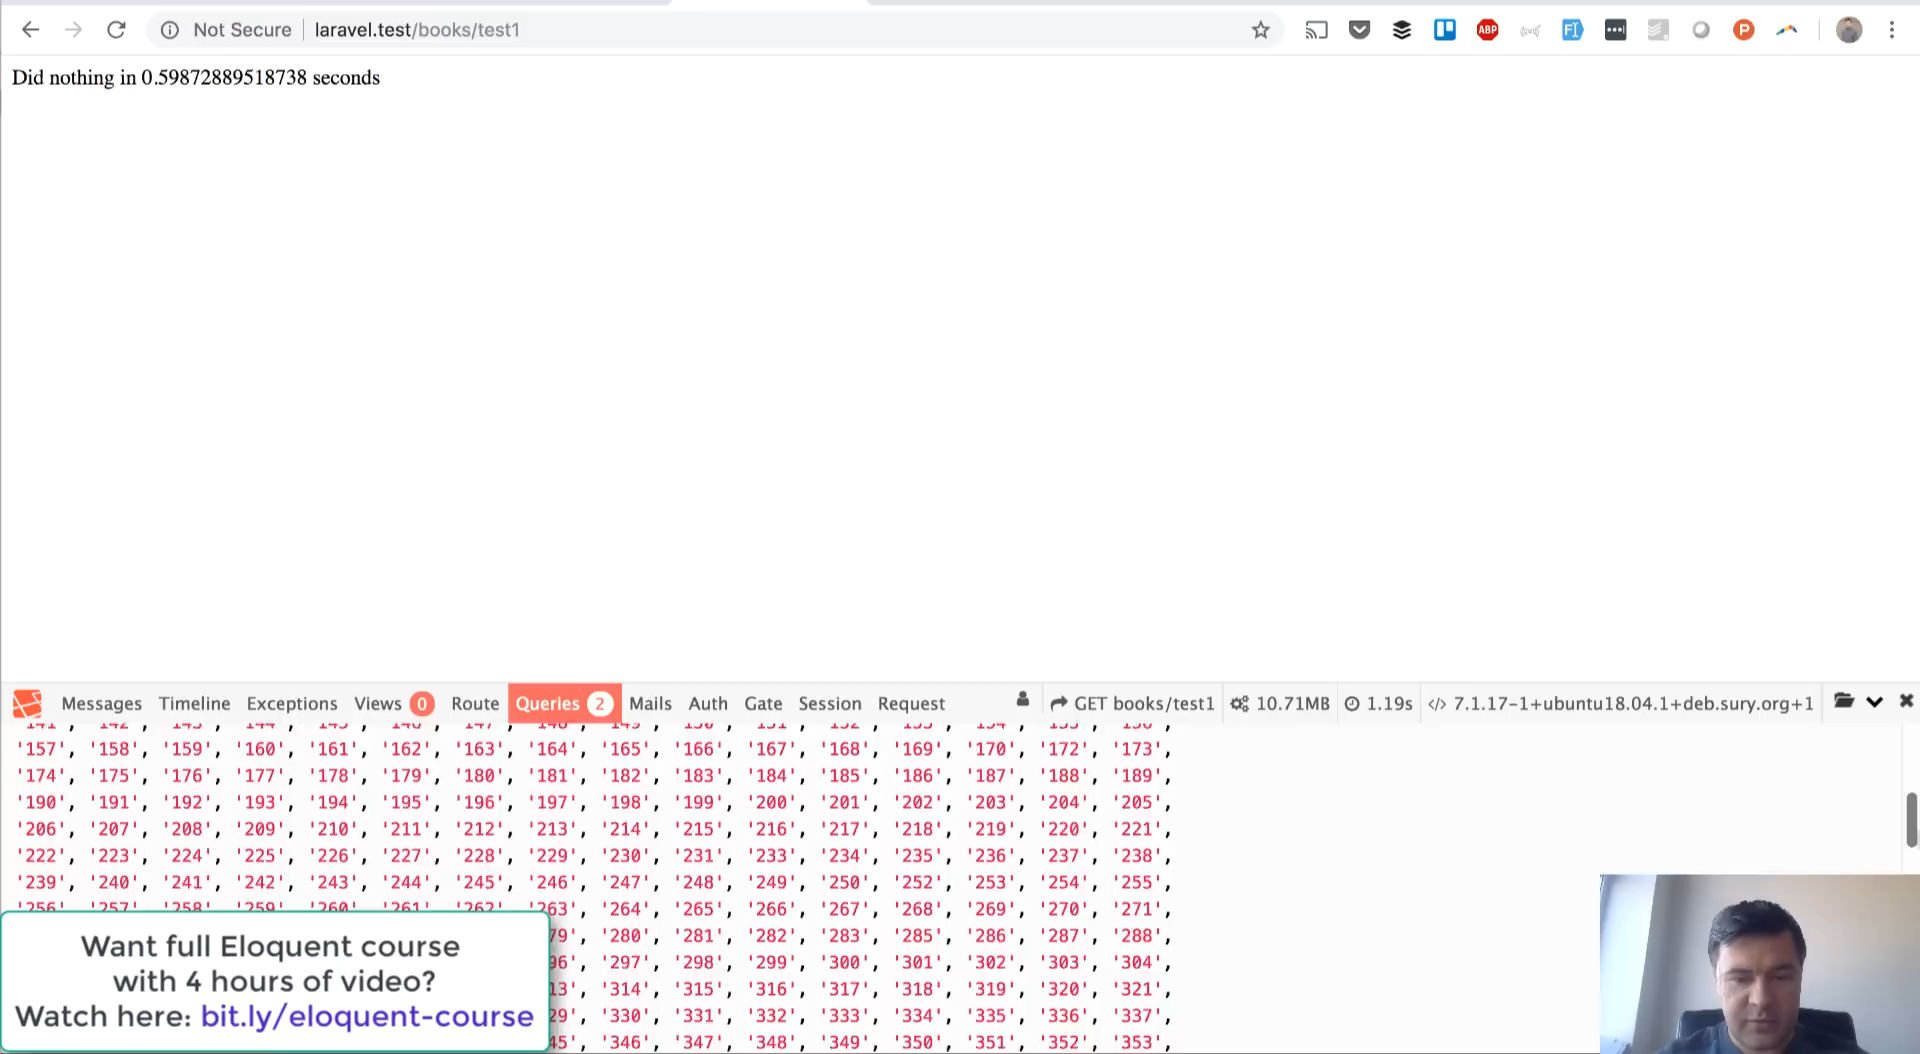 Not Secure
laravel.test/books/test1
ABP
Did nothing in 0.59872889518738 seconds
Messages Timeline Exceptions Views 0 Route Queries 2 Mails Auth Gate Session Request GET books/test1 10.71MB 1.19s 7.1.17-1+ubuntu18.04.1+deb.sury.org+1
'157', '158', '159', '160', '161', '162', '163', '164', '165', '166', '167', '168', '169', '170', '172', '173',
'174', '175', '176', '177', '178', '179', '180', '181', '182', '183', '184', '185', '186', '187', '188', '189',
'190', '191', '192', '193', '194', '195', '196', '197', '198', '199', '200', '201', '202', '203', '204', '205',
'206', '207', '208', '209', '210', '211', '212', '213', '214', '215', '216', '217', '218', '219', '220', '221',
'222', '223', '224', '225', '226', '227', '228', '229', '230', '231', '233', '234', '235', '236', '237', '238',
'239', '240', '241', '242', '243', '244', '245', '246', '247', '248', '249', '250', '252', '253', '254', '255',
'256', '257', '258', '259', '260', '261', '262', '263', '264', '265', '266', '267', '268', '269', '270', '271',
'280', '281', '282', '283', '285', '286', '287', '288',
'297', '298', '299', '300', '301', '302', '303', '304',
'314', '315', '316', '317', '318', '319', '320', '321',
'330', '331', '332', '333', '334', '335', '336', '337',
'346', '347', '348', '349', '350', '351', '352', '353',
Want full Eloquent course
with 4 hours of video?
Watch here: bit.ly/eloquent-course